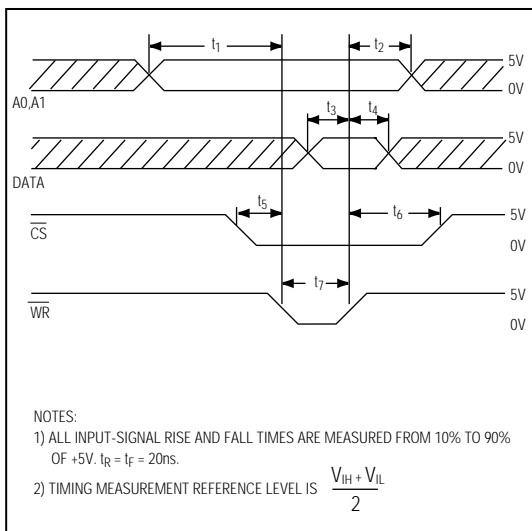 t1
t2
5V
0V
A0,A1
t3
t4
5V
0V
DATA
t5
t6
5V
CS
0V
t7
5V
WR
0V
NOTES:
1) ALL INPUT-SIGNAL RISE AND FALL TIMES ARE MEASURED FROM 10% TO 90%
OF +5V. tR = tF = 20ns.
2) TIMING MEASUREMENT REFERENCE LEVEL IS VIH + VIL
2